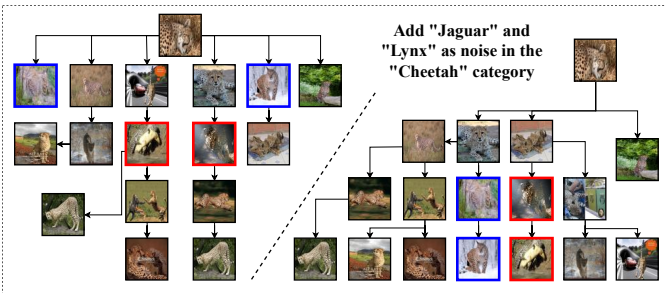 Add "Jaguar" and
"Lynx" as noise in the
"Cheetah" category